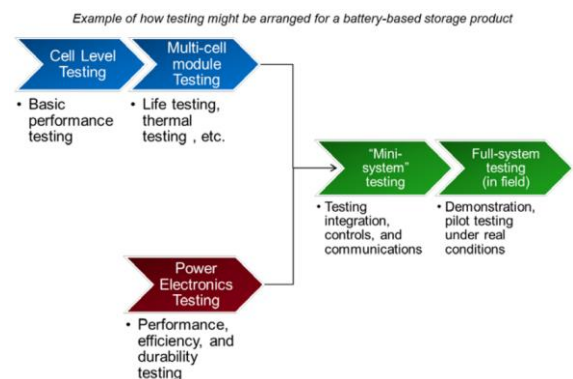 Example of how testing might be arranged for a battery-based storage product
Cell Level
Testing
Multi-cell
module
Testing
• Basic
performance
testing
• Life testing,
thermal
testing , etc.
“Mini-
system”
testing
Full-system
testing
(in field)
• Testing
integration,
controls, and
communications
• Demonstration,
pilot testing
under real
conditions
Power
Electronics
Testing
• Performance,
efficiency, and
durability
testing